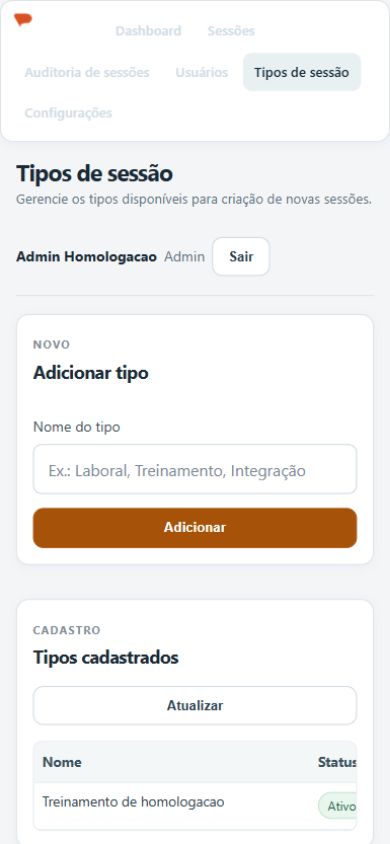 Dashboard Sessões
Auditoria de sessões Usuários Tipos de sessão
Configurações
Tipos de sessão
Gerencie os tipos disponíveis para criação de novas sessões.
Admin Homologacao Admin Sair
NOVO
Adicionar tipo
Nome do tipo
Ex.: Laboral, Treinamento, Integração
Adicionar
CADASTRO
Tipos cadastrados
Atualizar
Nome Status
Treinamento de homologacao Ativo